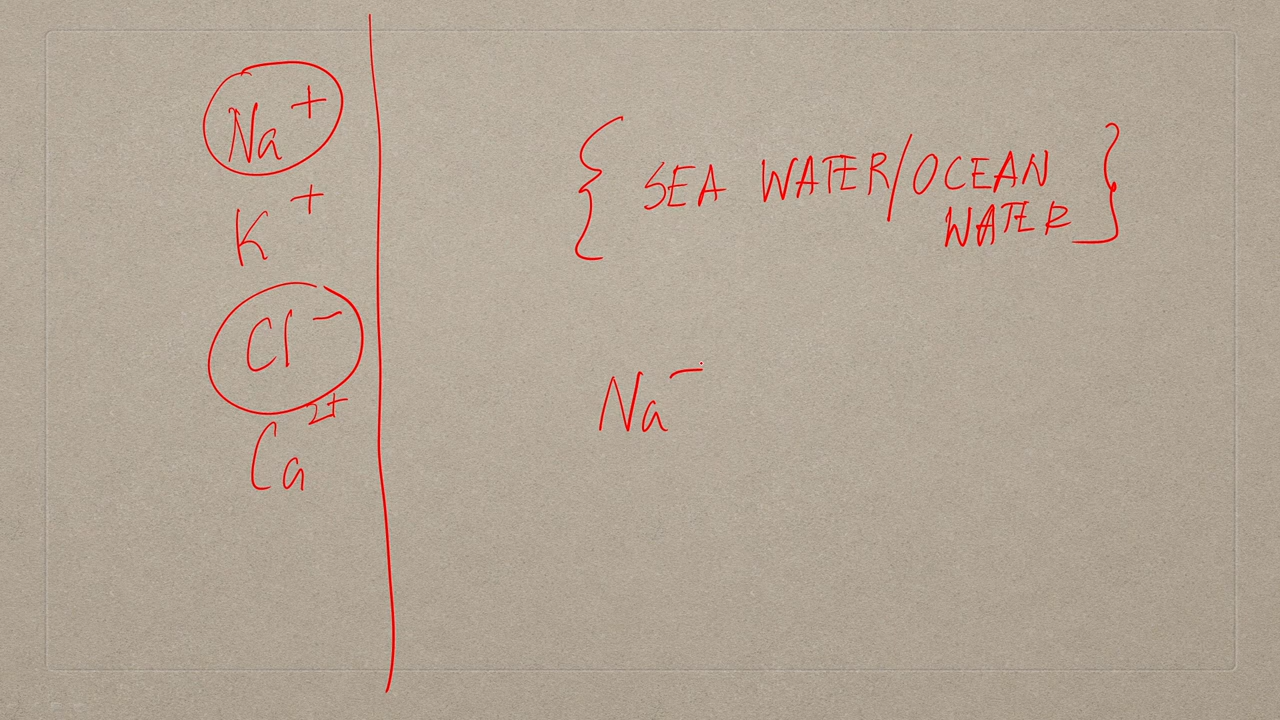 Na+
K+
Cl-
Ca2+
{ SEA WATER/OCEAN
WATER }
Na-